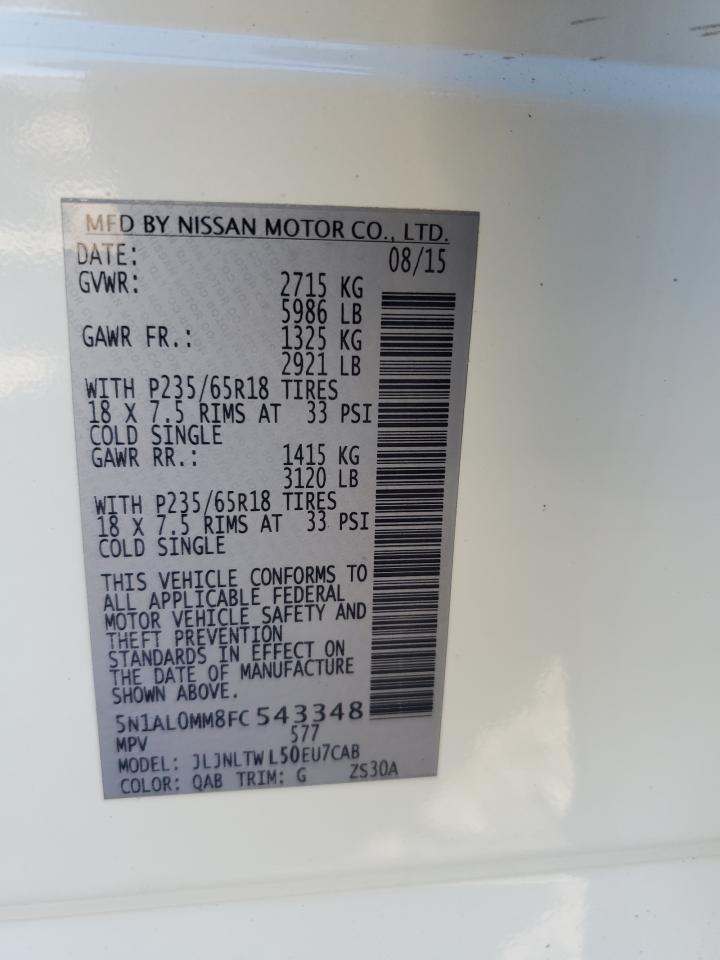 MFD BY NISSAN MOTOR CO., LTD.
DATE: 08/15
GVWR: 2715 KG
5986 LB
GAWR FR.: 1325 KG
2921 LB
WITH P235/65R18 TIRES
18 X 7.5 RIMS AT 33 PSI
COLD SINGLE
GAWR RR.: 1415 KG
3120 LB
WITH P235/65R18 TIRES
18 X 7.5 RIMS AT 33 PSI
COLD SINGLE
THIS VEHICLE CONFORMS TO
ALL APPLICABLE FEDERAL
MOTOR VEHICLE SAFETY AND
THEFT PREVENTION
STANDARDS IN EFFECT ON
THE DATE OF MANUFACTURE
SHOWN ABOVE.
5N1AL0MM8FC543348
MPV 577
MODEL: JLJNLTWL50EU7CAB
COLOR: QAB TRIM: G ZS30A